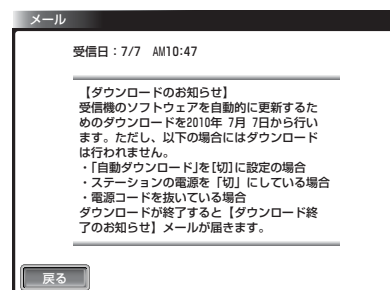 メール
受信日：7/7 AM10:47
【ダウンロードのお知らせ】
受信機のソフトウェアを自動的に更新するた
めのダウンロードを2010年 7月 7日から行い
ます。ただし、以下の場合にはダウンロード
は行われません。
・「自動ダウンロード」を[切]に設定の場合
・ステーションの電源を「切」にしている場合
・電源コードを抜いている場合
ダウンロードが終了すると【ダウンロード終
了のお知らせ】メールが届きます。
戻る